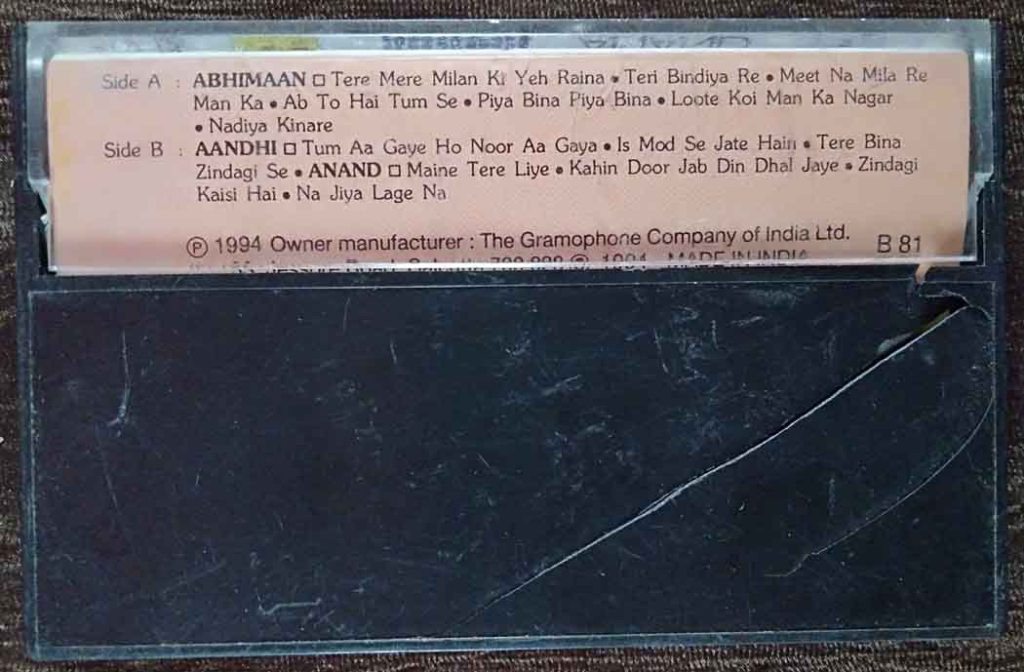 Side A : ABHIMAAN □ Tere Mere Milan Ki Yeh Raina • Teri Bindiya Re • Meet Na Mila Re
Man Ka • Ab To Hai Tum Se • Piya Bina Piya Bina • Loote Koi Man Ka Nagar
• Nadiya Kinare
Side B : AANDHI □ Tum Aa Gaye Ho Noor Aa Gaya • Is Mod Se Jate Hain • Tere Bina
Zindagi Se • ANAND □ Maine Tere Liye • Kahin Door Jab Din Dhal Jaye • Zindagi
Kaisi Hai • Na Jiya Lage Na
Ⓟ 1994 Owner manufacturer : The Gramophone Company of India Ltd. B 81
MADE IN INDIA